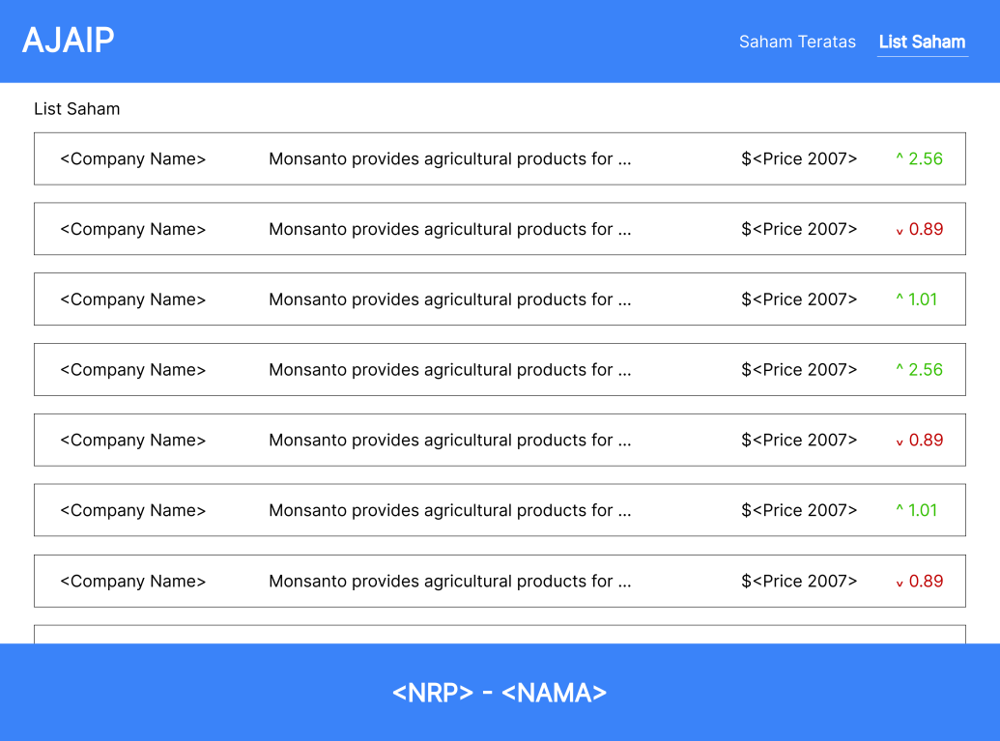 AJAIP
Saham Teratas List Saham
List Saham
<Company Name> Monsanto provides agricultural products for ... $<Price 2007> ^ 2.56
<Company Name> Monsanto provides agricultural products for ... $<Price 2007> v 0.89
<Company Name> Monsanto provides agricultural products for ... $<Price 2007> ^ 1.01
<Company Name> Monsanto provides agricultural products for ... $<Price 2007> ^ 2.56
<Company Name> Monsanto provides agricultural products for ... $<Price 2007> v 0.89
<Company Name> Monsanto provides agricultural products for ... $<Price 2007> ^ 1.01
<Company Name> Monsanto provides agricultural products for ... $<Price 2007> v 0.89
<NRP> - <NAMA>